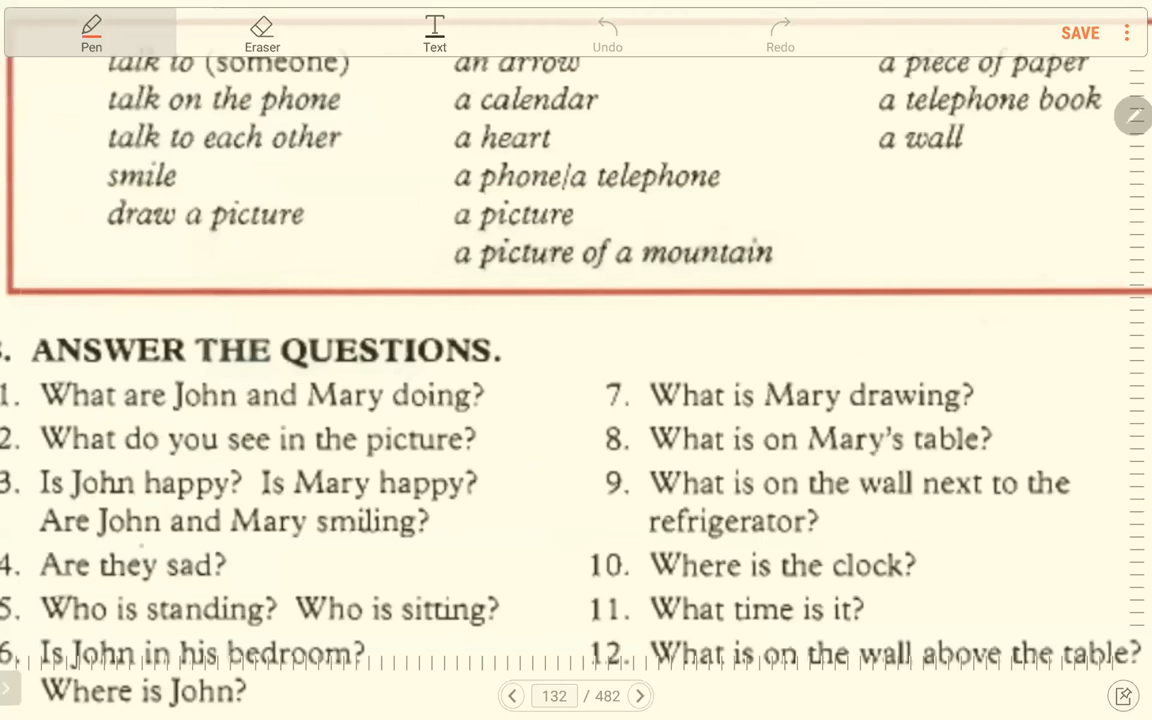 Pen
Eraser
Text
Undo
Redo
SAVE
talk to (someone)
talk on the phone
talk to each other
smile
draw a picture
an arrow
a calendar
a heart
a phone/a telephone
a picture
a picture of a mountain
a piece of paper
a telephone book
a wall
. ANSWER THE QUESTIONS.
1. What are John and Mary doing?
2. What do you see in the picture?
3. Is John happy? Is Mary happy?
Are John and Mary smiling?
4. Are they sad?
5. Who is standing? Who is sitting?
6. Is John in his bedroom?
Where is John?
7. What is Mary drawing?
8. What is on Mary's table?
9. What is on the wall next to the
refrigerator?
10. Where is the clock?
11. What time is it?
12. What is on the wall above the table?
132 / 482